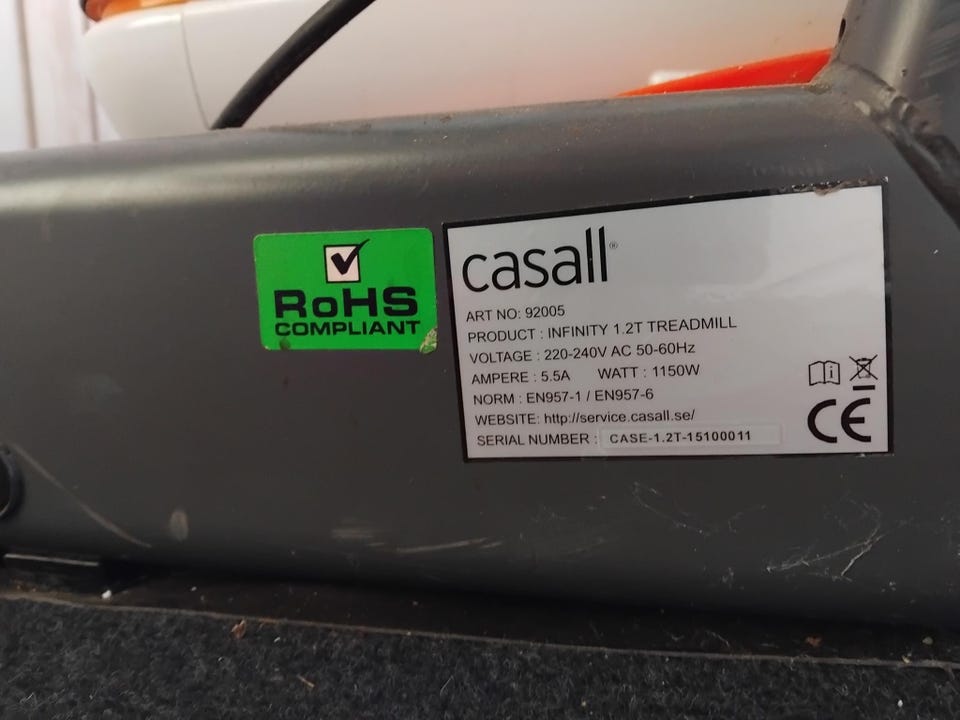 RoHS
COMPLIANT
casall®
ART NO: 92005
PRODUCT : INFINITY 1.2T TREADMILL
VOLTAGE : 220-240V AC 50-60Hz
AMPERE : 5.5A WATT : 1150W
NORM : EN957-1 / EN957-6
WEBSITE: http://service.casall.se/
SERIAL NUMBER : CASE-1.2T-15100011
CE